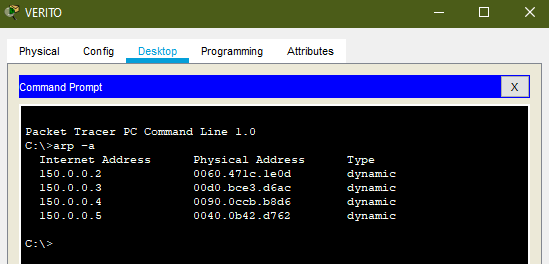 VERITO
Physical Config Desktop Programming Attributes
Command Prompt X
Packet Tracer PC Command Line 1.0
C:\>arp -a
Internet Address Physical Address Type
150.0.0.2 0060.471c.1e0d dynamic
150.0.0.3 00d0.bce3.d6ac dynamic
150.0.0.4 0090.0ccb.b8d6 dynamic
150.0.0.5 0040.0b42.d762 dynamic
C:\>